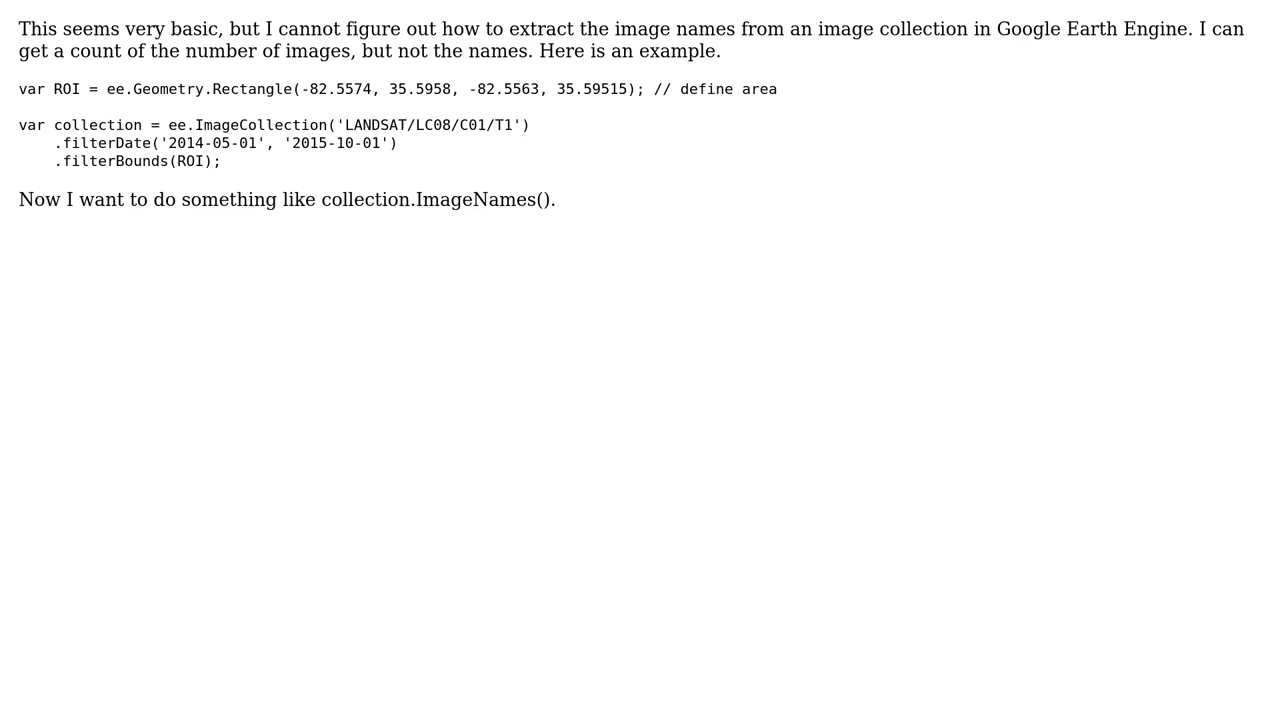 This seems very basic, but I cannot figure out how to extract the image names from an image collection in Google Earth Engine. I can
get a count of the number of images, but not the names. Here is an example.
var ROI = ee.Geometry.Rectangle(-82.5574, 35.5958, -82.5563, 35.59515); // define area
var collection = ee.ImageCollection('LANDSAT/LC08/C01/T1')
    .filterDate('2014-05-01', '2015-10-01')
    .filterBounds(ROI);
Now I want to do something like collection.ImageNames().